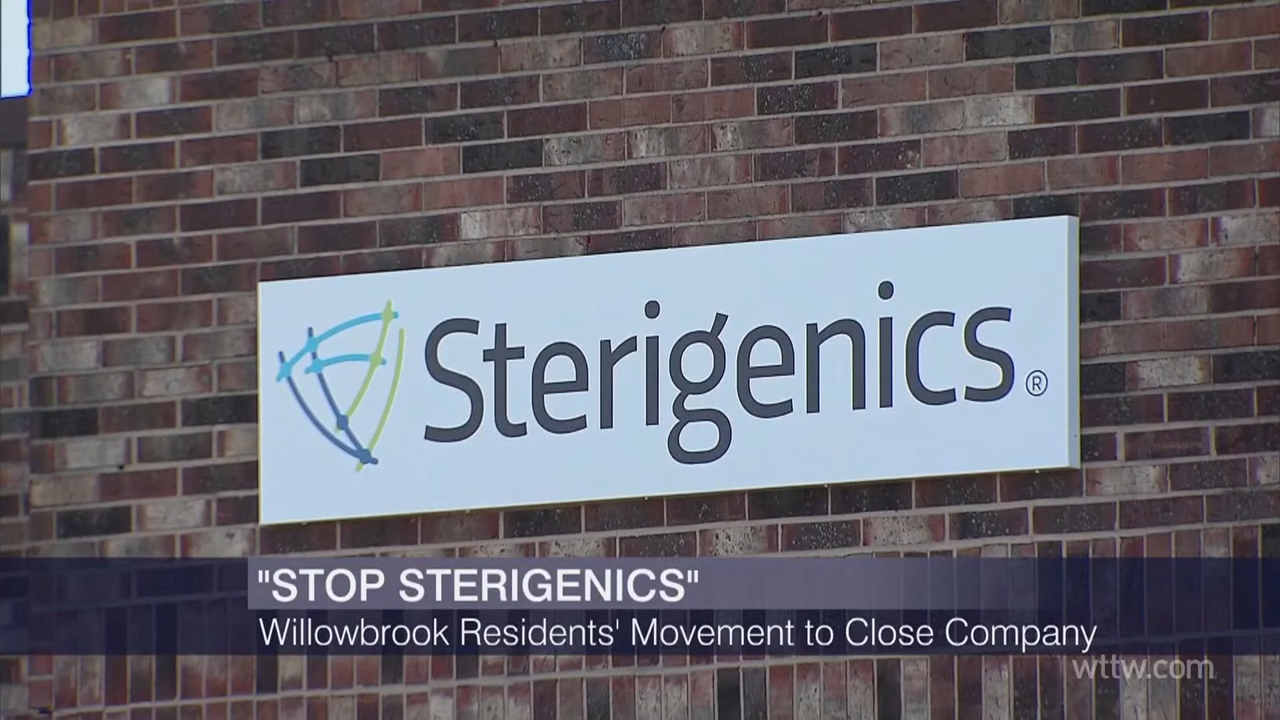 Sterigenics®
"STOP STERIGENICS"
Willowbrook Residents' Movement to Close Company
wttw.com